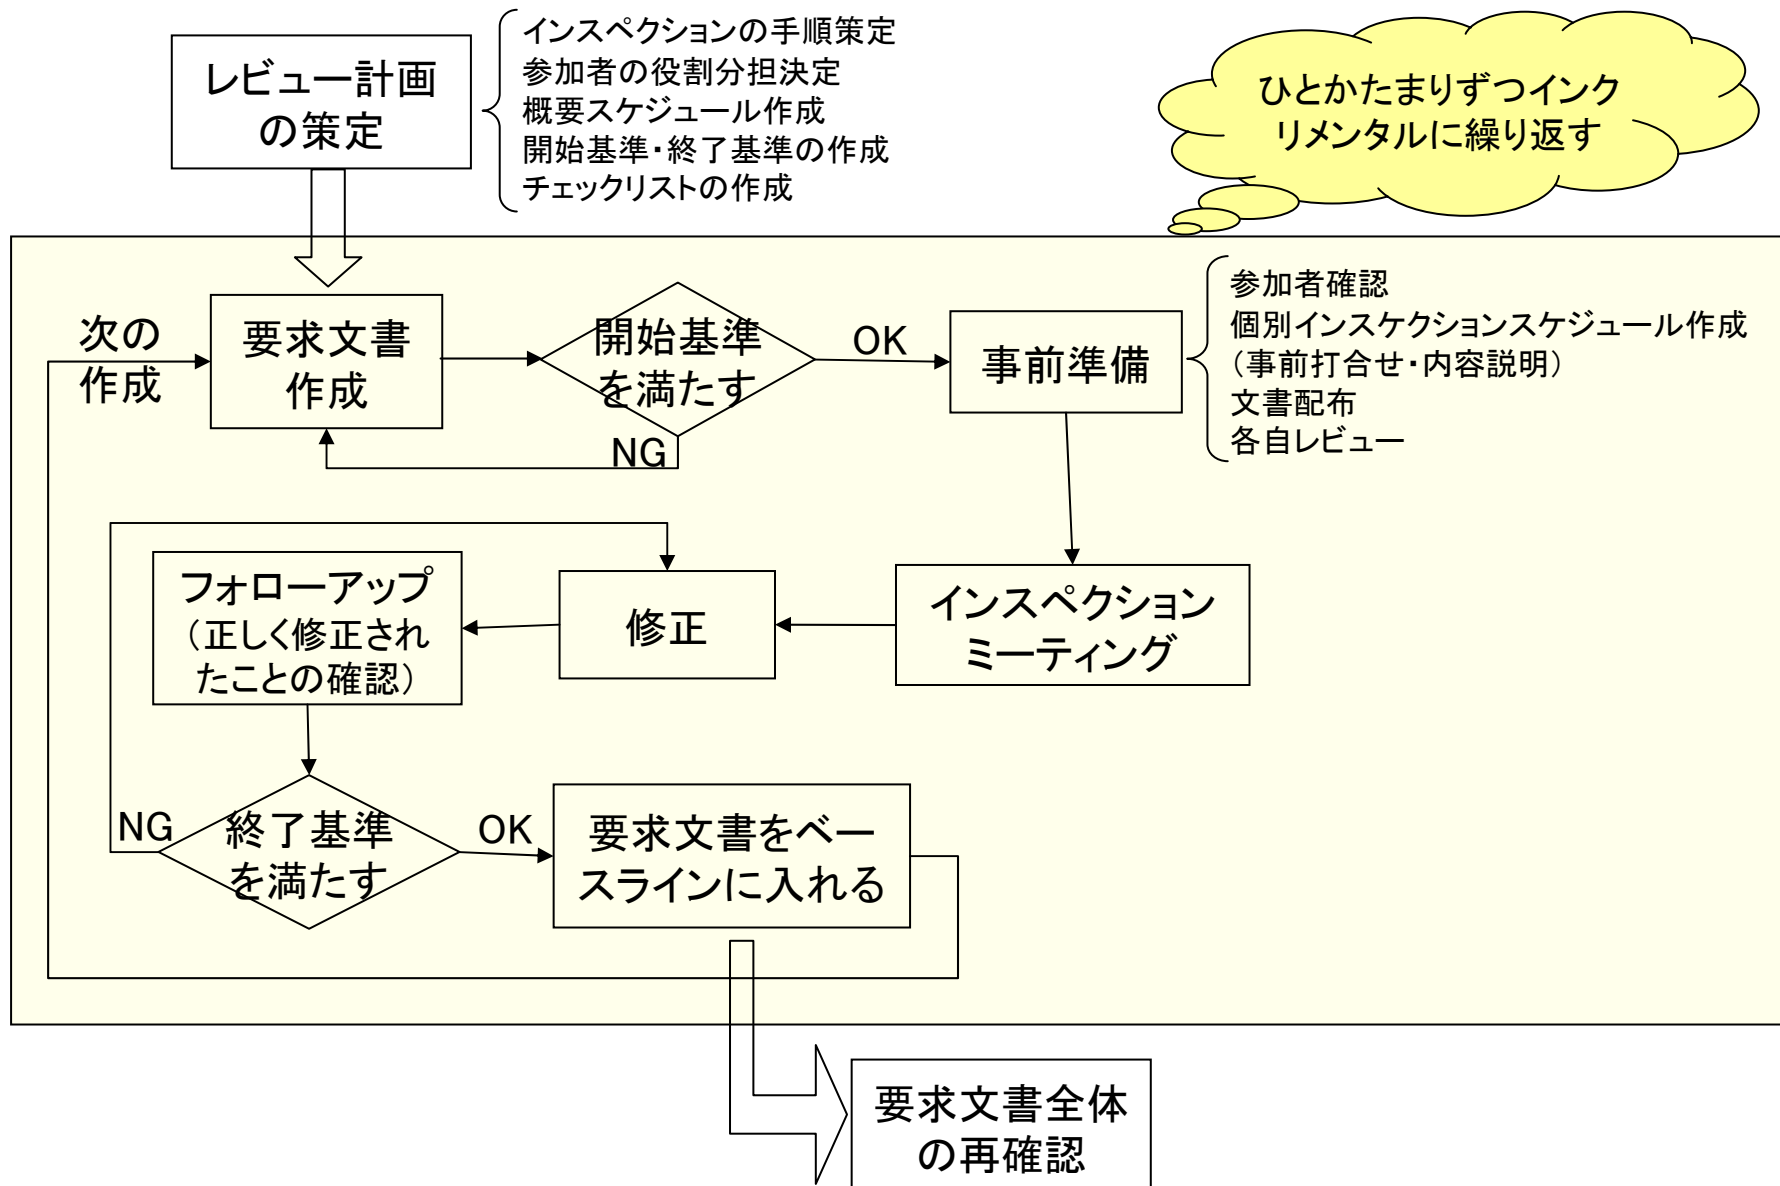 レビュー計画
の策定
インスペクションの手順策定
参加者の役割分担決定
概要スケジュール作成
開始基準・終了基準の作成
チェックリストの作成
ひとかたまりずつインク
リメンタルに繰り返す
次の
作成
要求文書
作成
開始基準
を満たす
OK
NG
事前準備
参加者確認
個別インスケクションスケジュール作成
（事前打合せ・内容説明）
文書配布
各自レビュー
フォローアップ
（正しく修正され
たことの確認）
修正
インスペクション
ミーティング
NG
終了基準
を満たす
OK
要求文書をベー
スラインに入れる
要求文書全体
の再確認